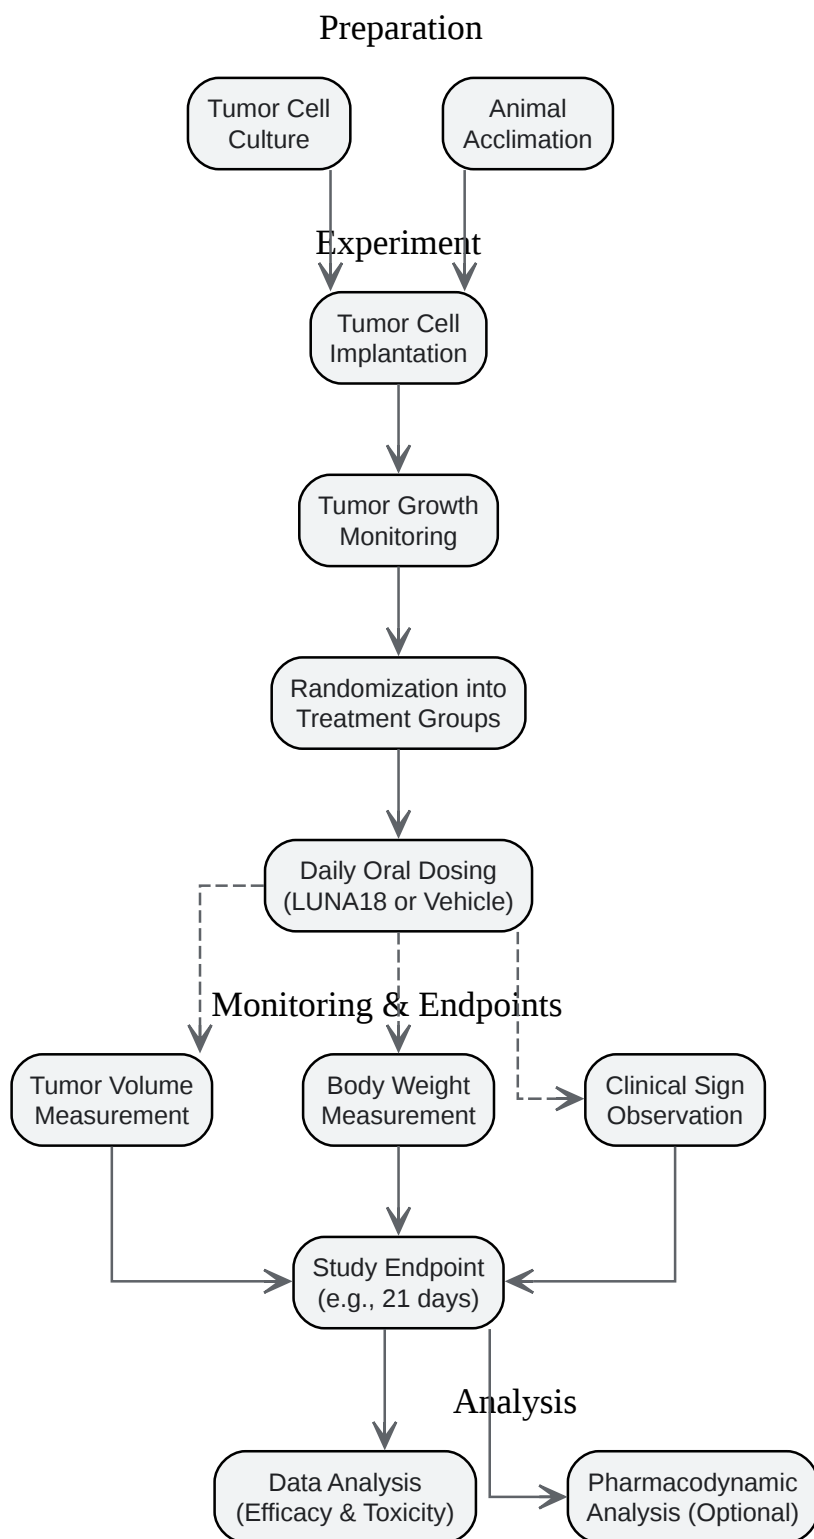 Preparation
Tumor Cell
Culture
Animal
Acclimation
Experiment
Tumor Cell
Implantation
Tumor Growth
Monitoring
Randomization into
Treatment Groups
Daily Oral Dosing
(LUNA18 or Vehicle)
Monitoring & Endpoints
Tumor Volume
Measurement
Body Weight
Measurement
Clinical Sign
Observation
Study Endpoint
(e.g., 21 days)
Analysis
Data Analysis
(Efficacy & Toxicity)
Pharmacodynamic
Analysis (Optional)